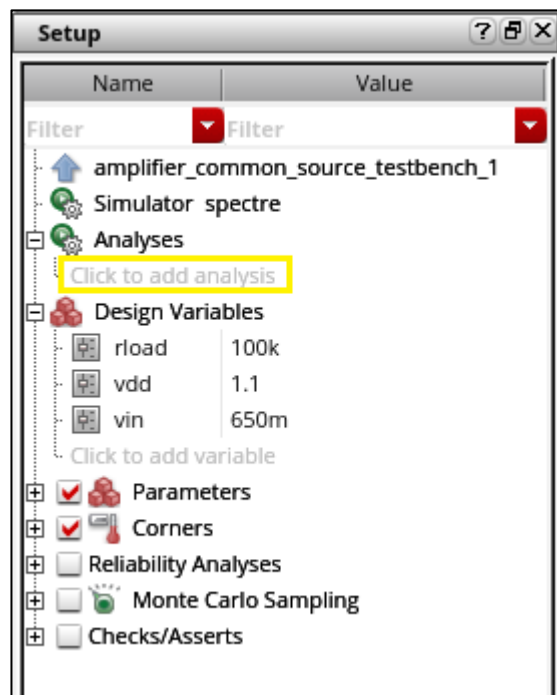 Setup
Name Value
Filter Filter
amplifier_common_source_testbench_1
Simulator spectre
Analyses
Click to add analysis
Design Variables
rload 100k
vdd 1.1
vin 650m
Click to add variable
Parameters
Corners
Reliability Analyses
Monte Carlo Sampling
Checks/Asserts